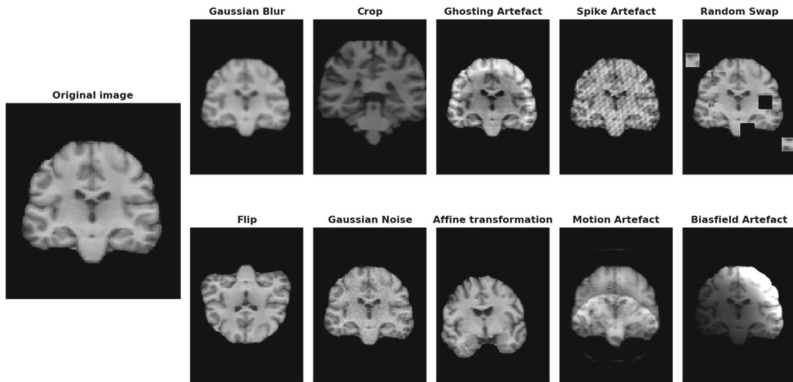 Original image
Gaussian Blur
Crop
Ghosting Artefact
Spike Artefact
Random Swap
Flip
Gaussian Noise
Affine transformation
Motion Artefact
Biasfield Artefact